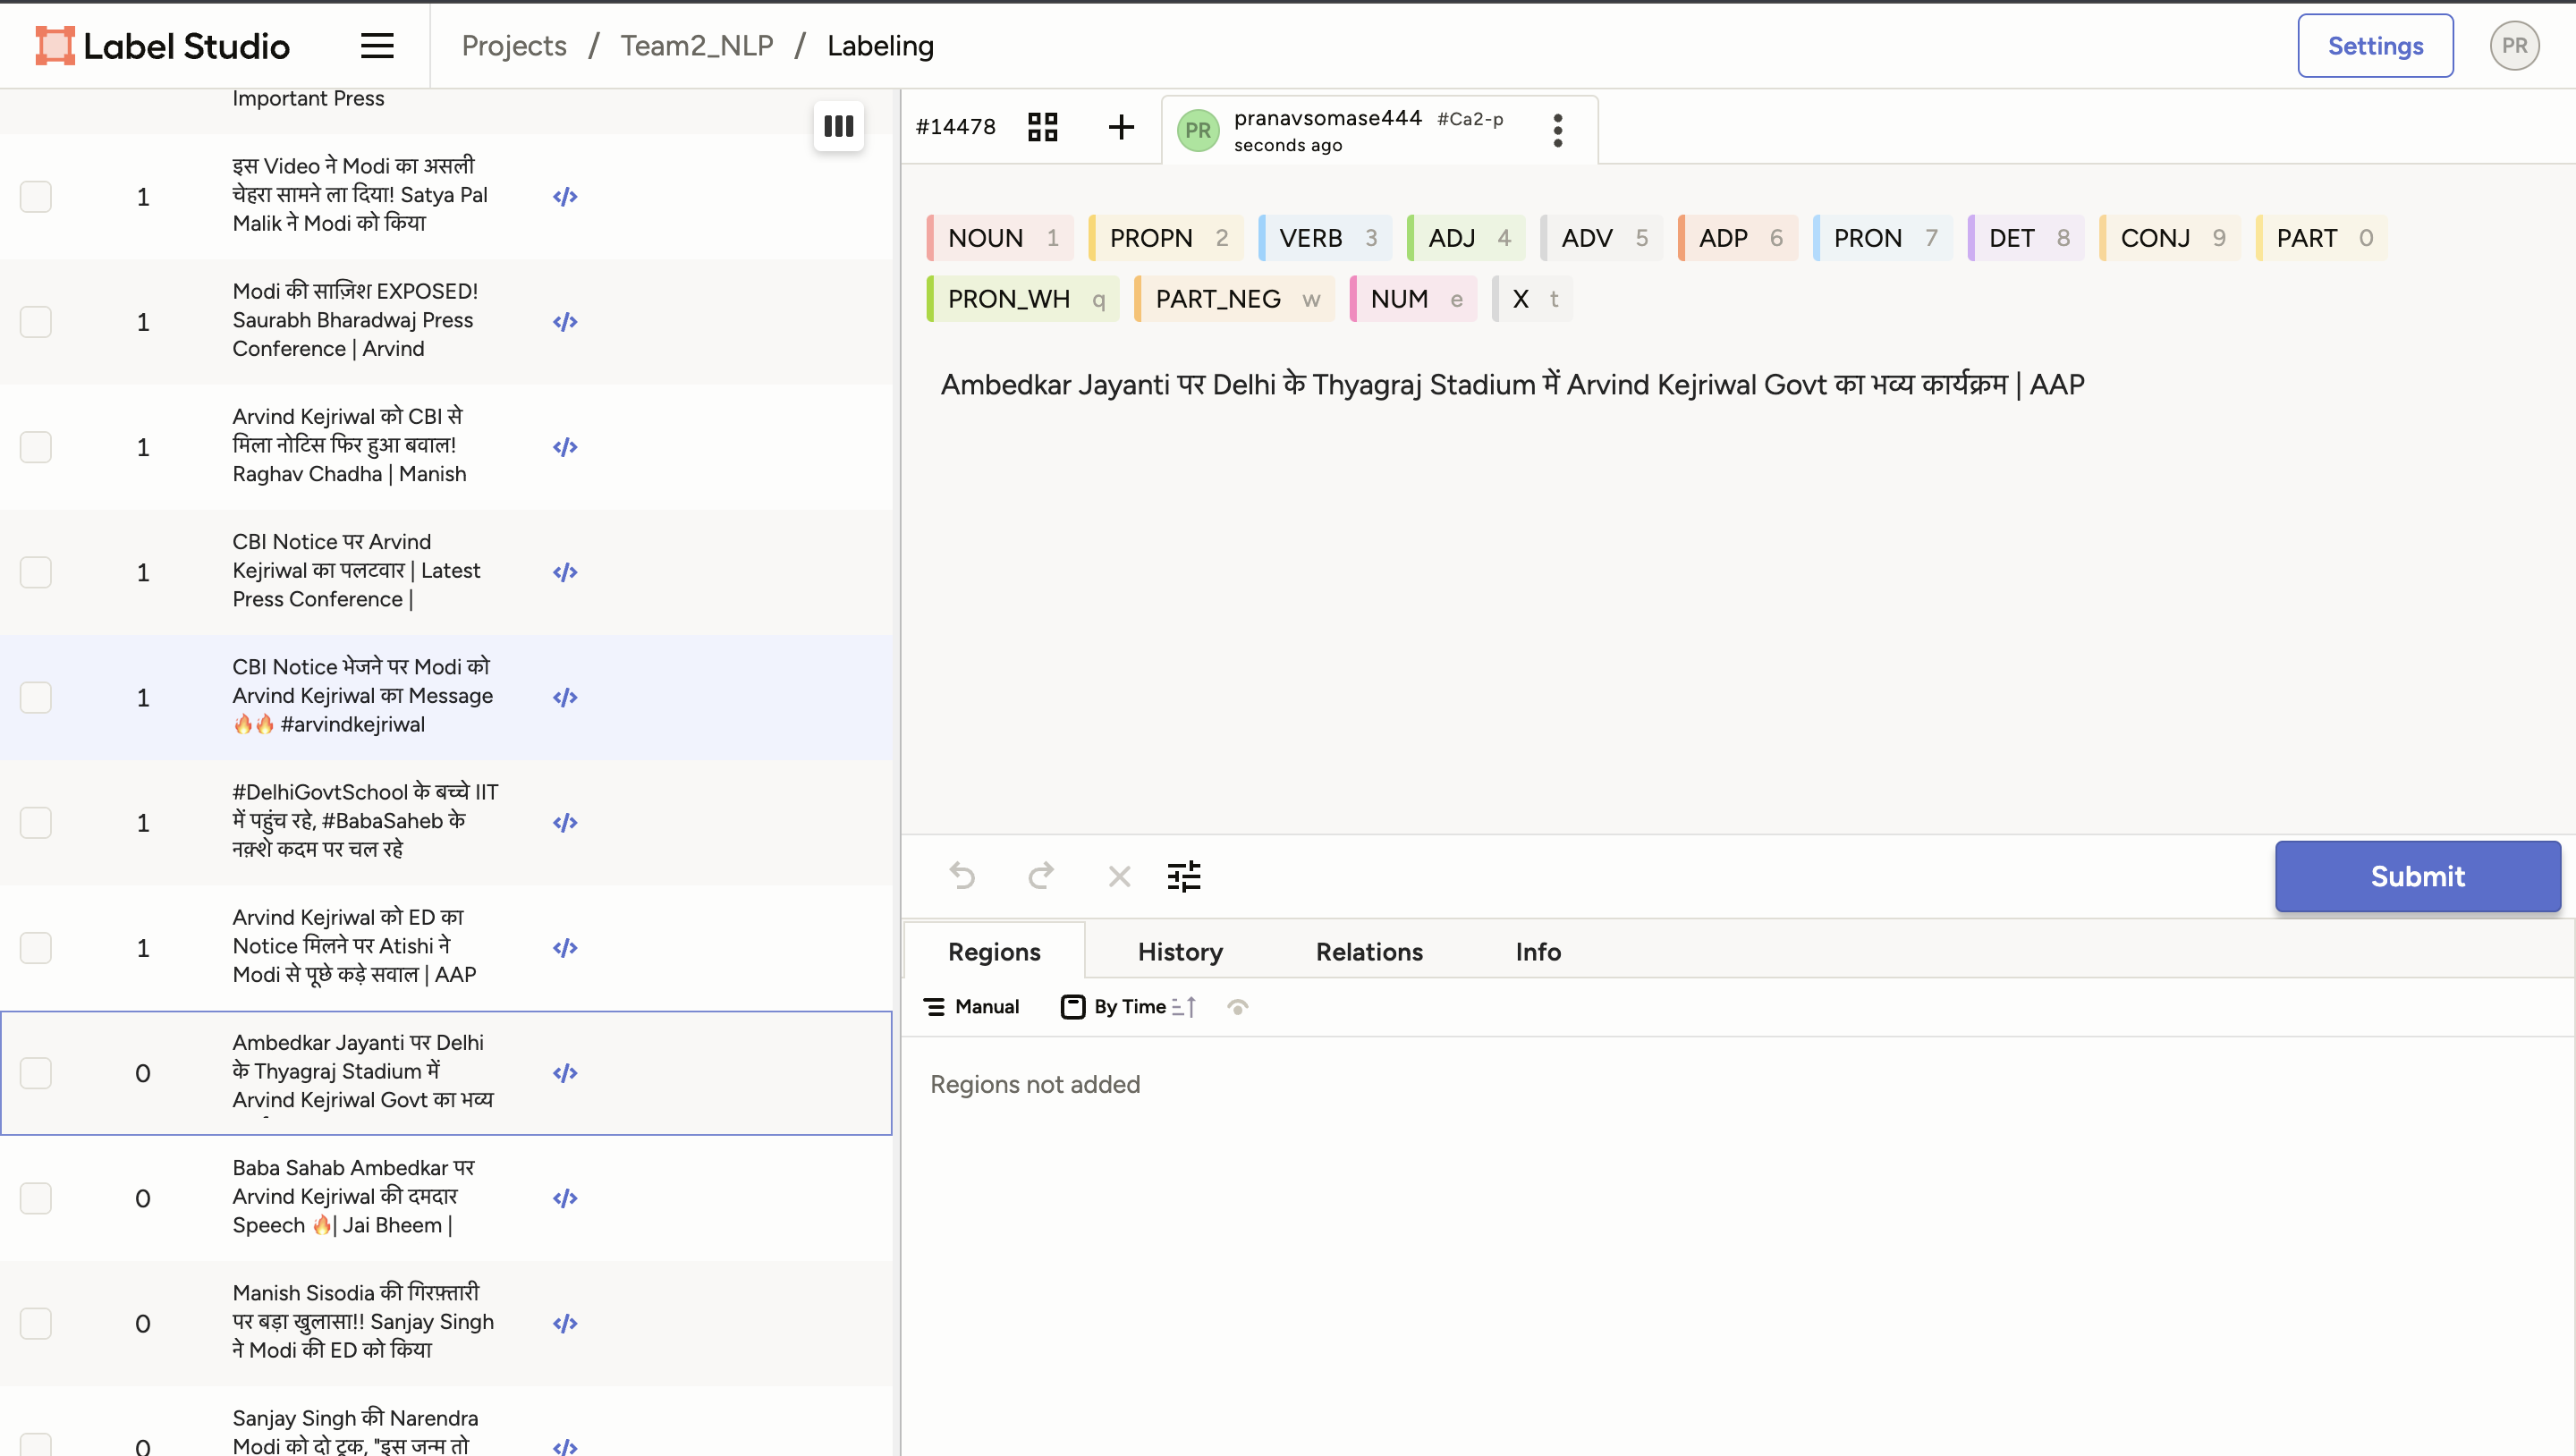 Label Studio
Projects / Team2_NLP / Labeling
Settings
PR
Important Press
1
इस Video ने Modi का असली
चेहरा सामने ला दिया! Satya Pal
Malik ने Modi को किया
1
Modi की साज़िश EXPOSED!
Saurabh Bharadwaj Press
Conference | Arvind
1
Arvind Kejriwal को CBI से
मिला नोटिस फिर हुआ बवाल!
Raghav Chadha | Manish
1
CBI Notice पर Arvind
Kejriwal का पलटवार | Latest
Press Conference |
1
CBI Notice भेजने पर Modi को
Arvind Kejriwal का Message
🔥🔥 #arvindkejriwal
1
#DelhiGovtSchool के बच्चे IIT
में पहुंच रहे, #BabaSaheb के
नक़्शे कदम पर चल रहे
1
Arvind Kejriwal को ED का
Notice मिलने पर Atishi ने
Modi से पूछे कड़े सवाल | AAP
0
Ambedkar Jayanti पर Delhi
के Thyagraj Stadium में
Arvind Kejriwal Govt का भव्य
0
Baba Sahab Ambedkar पर
Arvind Kejriwal की दमदार
Speech 🔥| Jai Bheem |
0
Manish Sisodia की गिरफ़्तारी
पर बड़ा खुलासा!! Sanjay Singh
ने Modi की ED को किया
0
Sanjay Singh की Narendra
Modi को दो टूक, "इस जन्म तो
#14478
PR
pranavsomase444 #Ca2-p
seconds ago
NOUN 1 PROPN 2 VERB 3 ADJ 4 ADV 5 ADP 6 PRON 7 DET 8 CONJ 9 PART 0
PRON_WH q PART_NEG w NUM e X t
Ambedkar Jayanti पर Delhi के Thyagraj Stadium में Arvind Kejriwal Govt का भव्य कार्यक्रम | AAP
Submit
Regions History Relations Info
Manual By Time
Regions not added